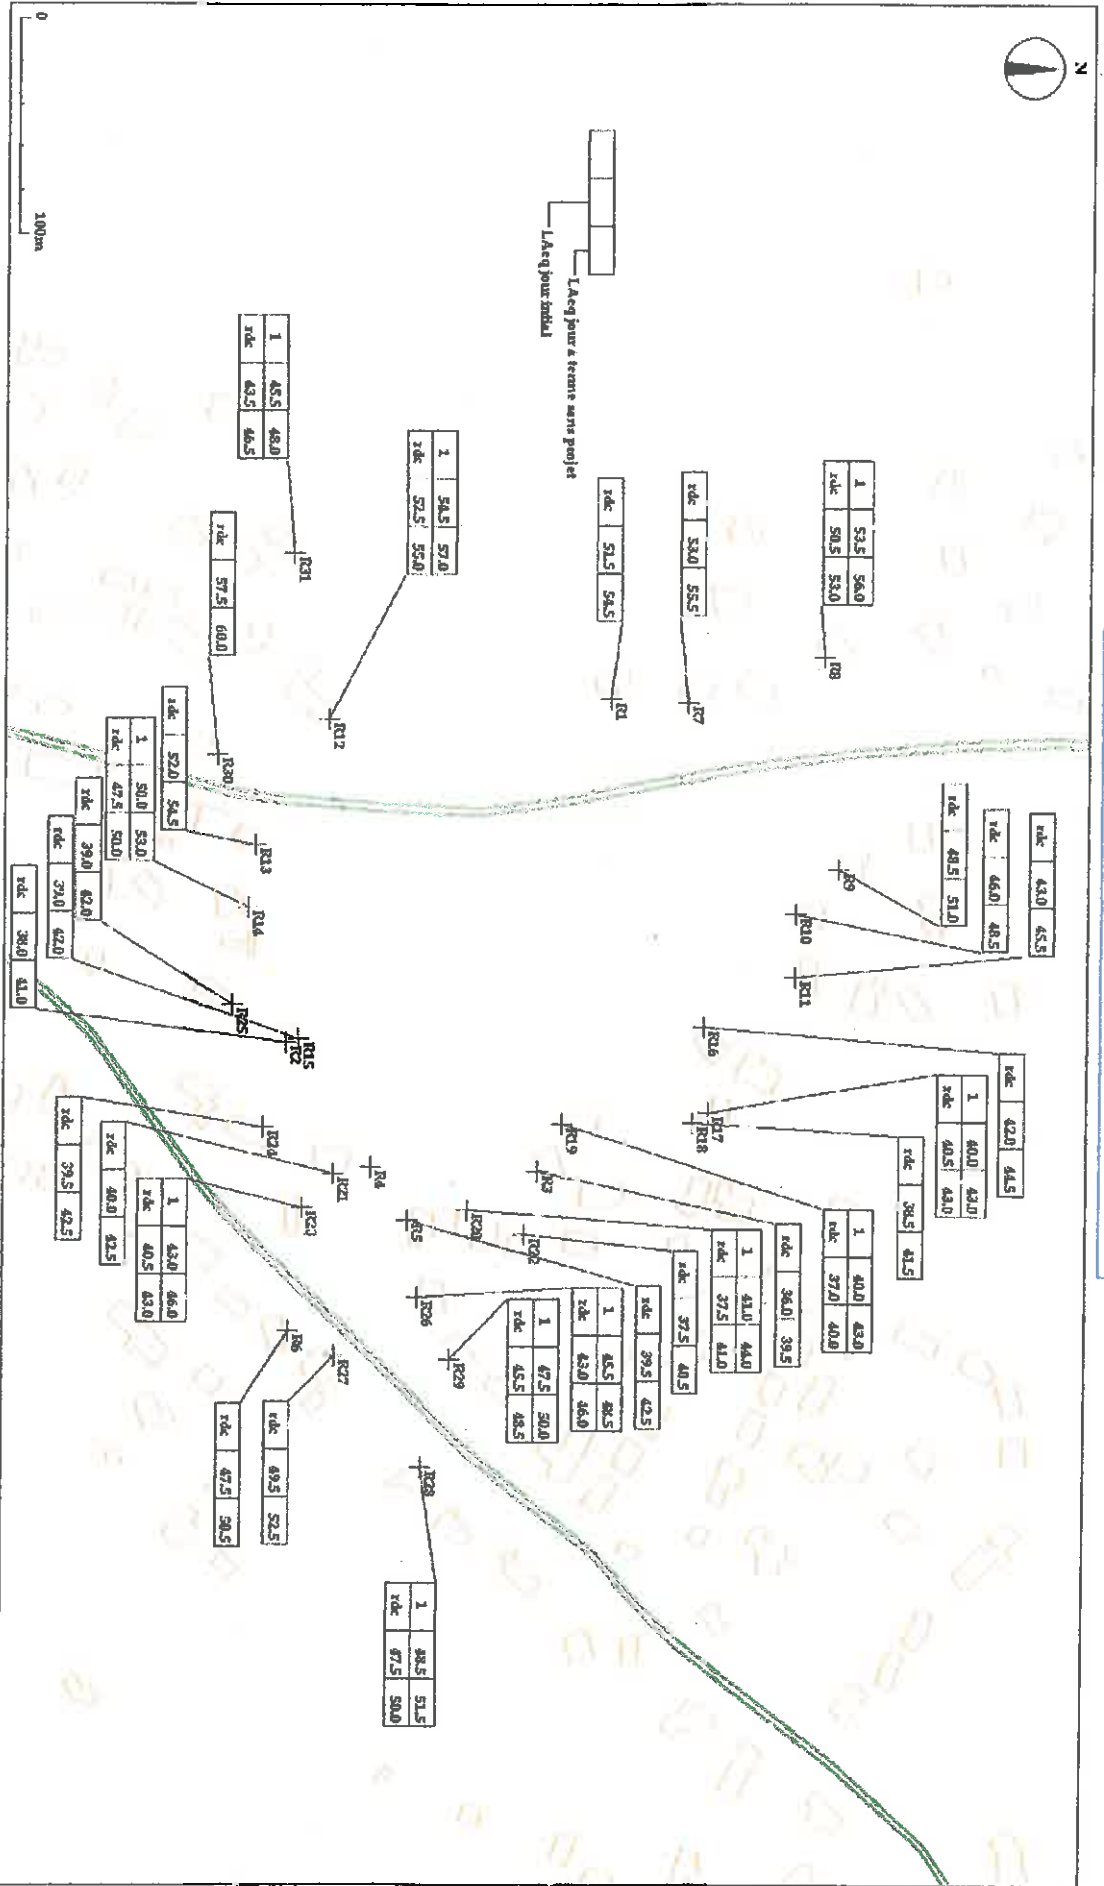 N
0
100m
LAeq jour à terme sans projet
LAeq jour initial
1 53.5 56.0
rdc 50.5 53.0
R8
rdc 53.0 55.5
R7
rdc 51.5 54.5
R1
1 54.5 57.0
rdc 52.5 55.0
R12
1 45.5 48.0
rdc 43.5 46.5
R31
rdc 57.5 60.0
R30
rdc 52.0 54.5
R13
1 50.0 53.0
rdc 47.5 50.0
R14
rdc 39.0 42.0
R25
rdc 39.0 42.0
R15
rdc 38.0 41.0
R2
rdc 43.0 45.5
R11
rdc 46.0 48.5
R10
rdc 48.5 51.0
R9
rdc 42.0 44.5
R16
1 40.0 43.0
rdc 40.5 43.0
R17
rdc 38.5 41.5
R18
1 40.0 43.0
rdc 37.0 40.0
R19
rdc 36.0 39.5
R3
1 41.0 44.0
rdc 37.5 41.0
R20
rdc 37.5 40.5
R22
rdc 39.5 42.5
R5
1 45.5 48.5
rdc 43.0 46.0
R26
1 47.5 50.0
rdc 45.5 48.5
R29
R4
R24
rdc 39.5 42.5
R21
rdc 40.0 42.5
R23
1 43.0 46.0
rdc 40.5 43.0
R6
rdc 47.5 50.5
R27
rdc 49.5 52.5
R28
1 48.5 51.5
rdc 47.5 50.0